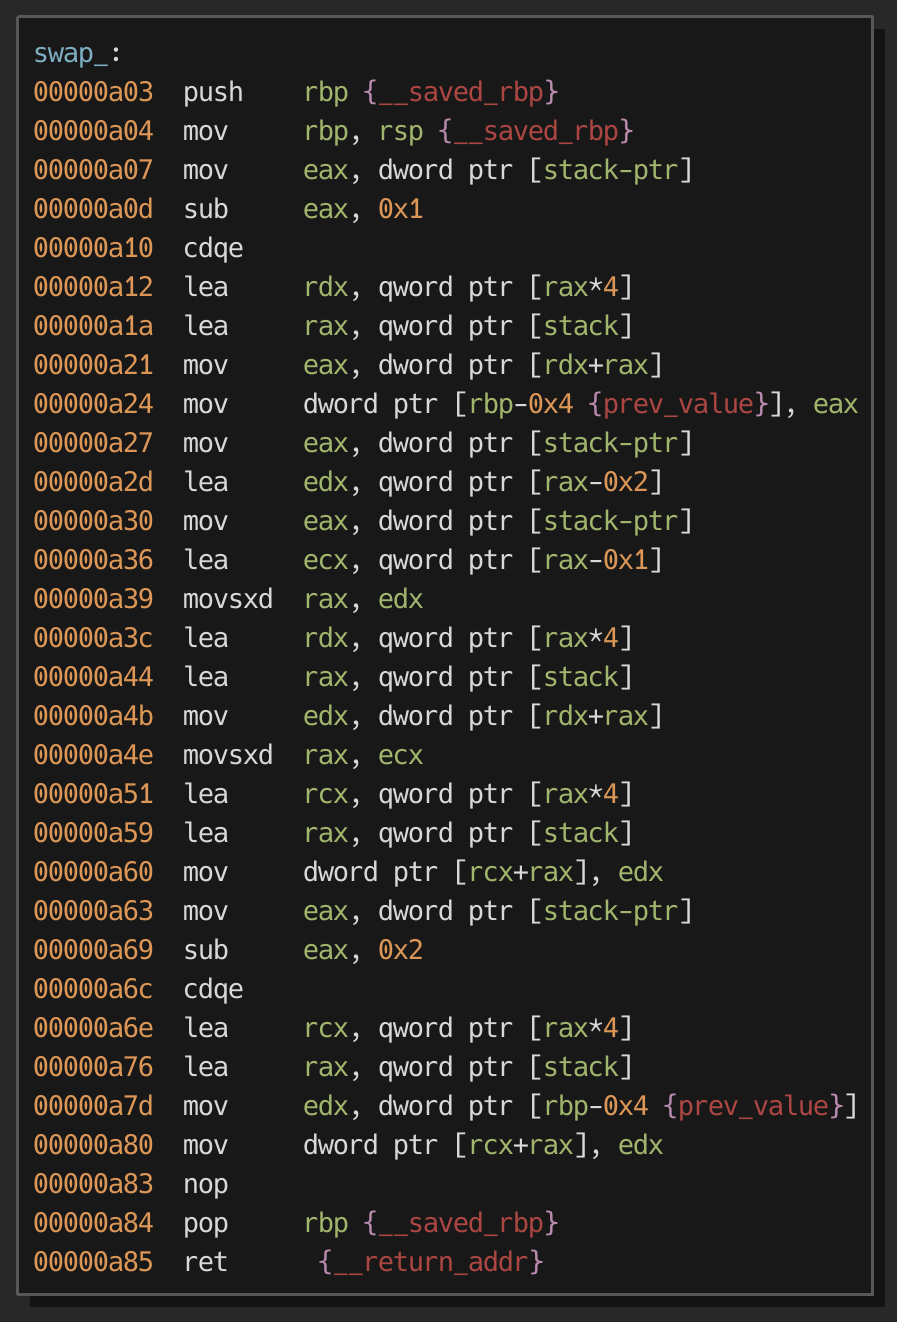 swap_:
00000a03  push    rbp {__saved_rbp}
00000a04  mov     rbp, rsp {__saved_rbp}
00000a07  mov     eax, dword ptr [stack-ptr]
00000a0d  sub     eax, 0x1
00000a10  cdqe
00000a12  lea     rdx, qword ptr [rax*4]
00000a1a  lea     rax, qword ptr [stack]
00000a21  mov     eax, dword ptr [rdx+rax]
00000a24  mov     dword ptr [rbp-0x4 {prev_value}], eax
00000a27  mov     eax, dword ptr [stack-ptr]
00000a2d  lea     edx, qword ptr [rax-0x2]
00000a30  mov     eax, dword ptr [stack-ptr]
00000a36  lea     ecx, qword ptr [rax-0x1]
00000a39  movsxd  rax, edx
00000a3c  lea     rdx, qword ptr [rax*4]
00000a44  lea     rax, qword ptr [stack]
00000a4b  mov     edx, dword ptr [rdx+rax]
00000a4e  movsxd  rax, ecx
00000a51  lea     rcx, qword ptr [rax*4]
00000a59  lea     rax, qword ptr [stack]
00000a60  mov     dword ptr [rcx+rax], edx
00000a63  mov     eax, dword ptr [stack-ptr]
00000a69  sub     eax, 0x2
00000a6c  cdqe
00000a6e  lea     rcx, qword ptr [rax*4]
00000a76  lea     rax, qword ptr [stack]
00000a7d  mov     edx, dword ptr [rbp-0x4 {prev_value}]
00000a80  mov     dword ptr [rcx+rax], edx
00000a83  nop
00000a84  pop     rbp {__saved_rbp}
00000a85  ret      {__return_addr}